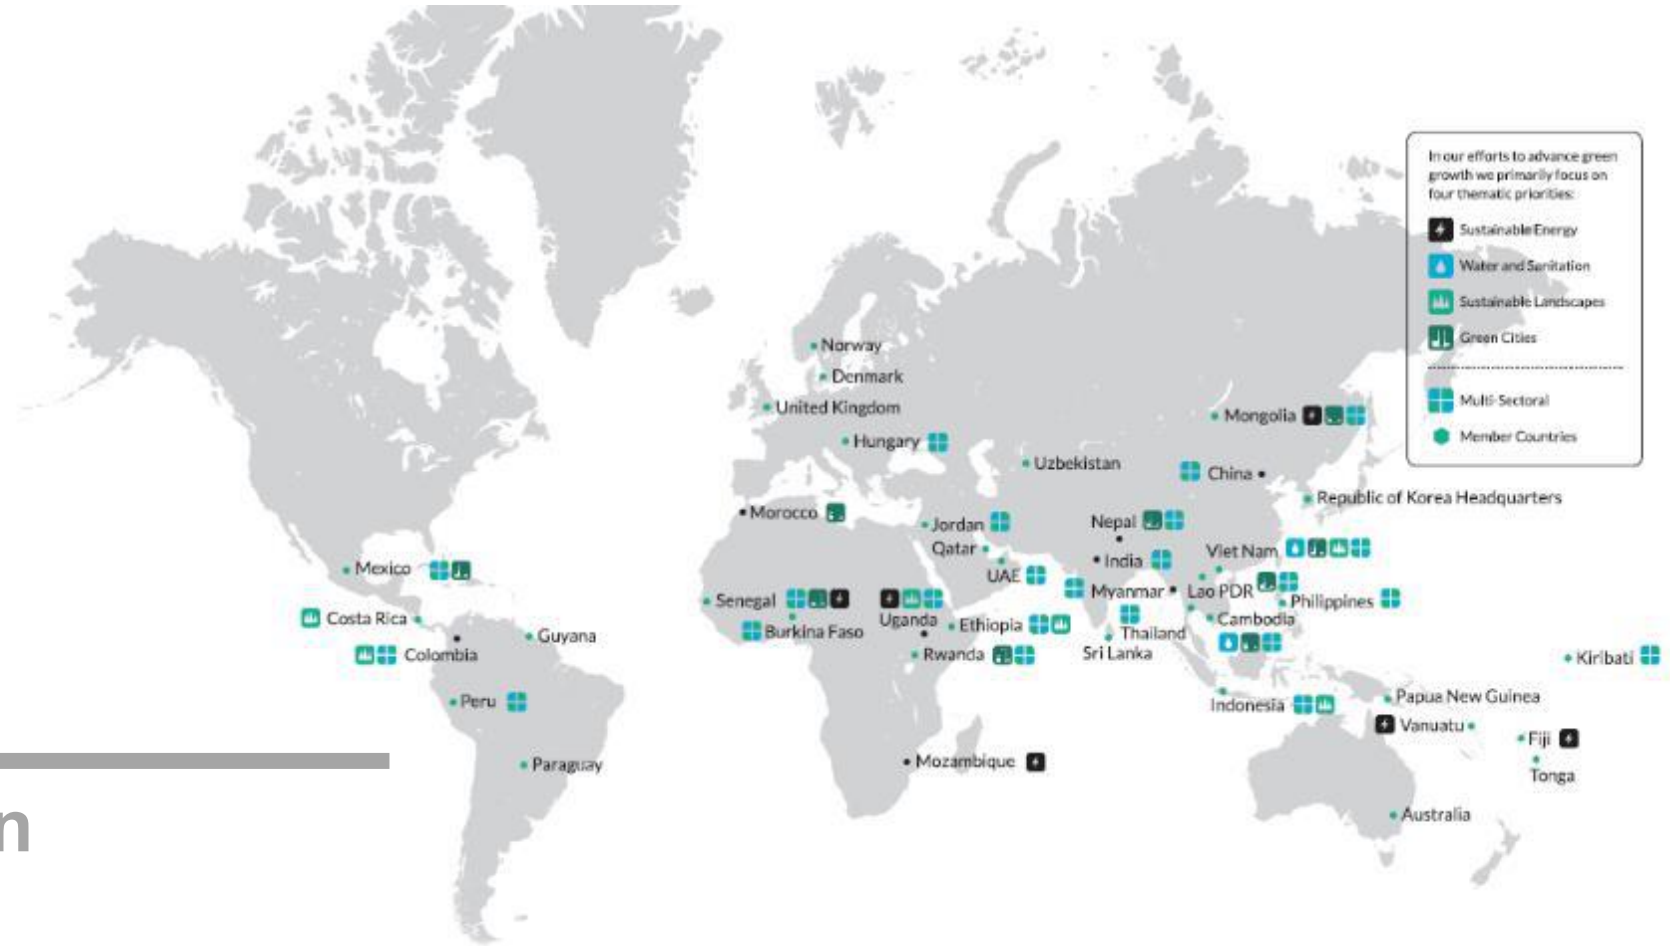 In our efforts to advance green
growth we primarily focus on
four thematic priorities:
Sustainable Energy
Water and Sanitation
Sustainable Landscapes
Green Cities
Multi-Sectoral
Member Countries
Norway
Denmark
United Kingdom
Hungary
Mongolia
Uzbekistan
China
Republic of Korea Headquarters
Morocco
Jordan
Nepal
Qatar
Viet Nam
India
UAE
Mexico
Myanmar
Lao PDR
Senegal
Philippines
Costa Rica
Uganda
Ethiopia
Cambodia
Burkina Faso
Thailand
Guyana
Colombia
Rwanda
Sri Lanka
Kiribati
Peru
Indonesia
Papua New Guinea
Vanuatu
Fiji
Mozambique
Paraguay
Tonga
Australia
n